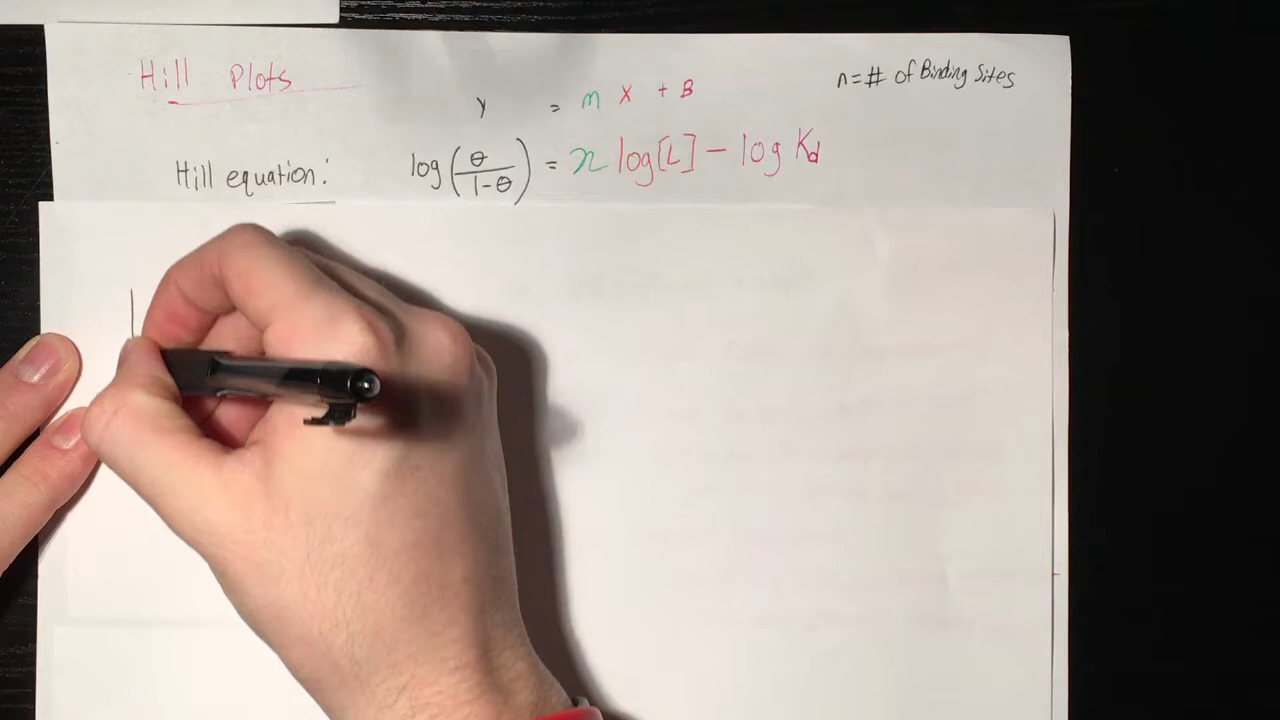 Hill Plots
n=# of Binding Sites
y = m x + B
Hill equation: log(θ/1-θ) = n log[L] - log Kd